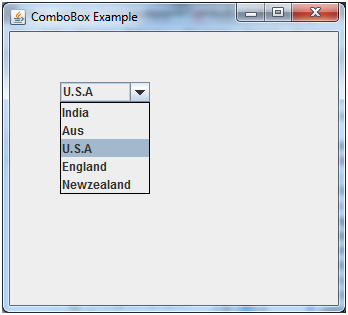 ComboBox Example
U.S.A
India
Aus
U.S.A
England
Newzealand